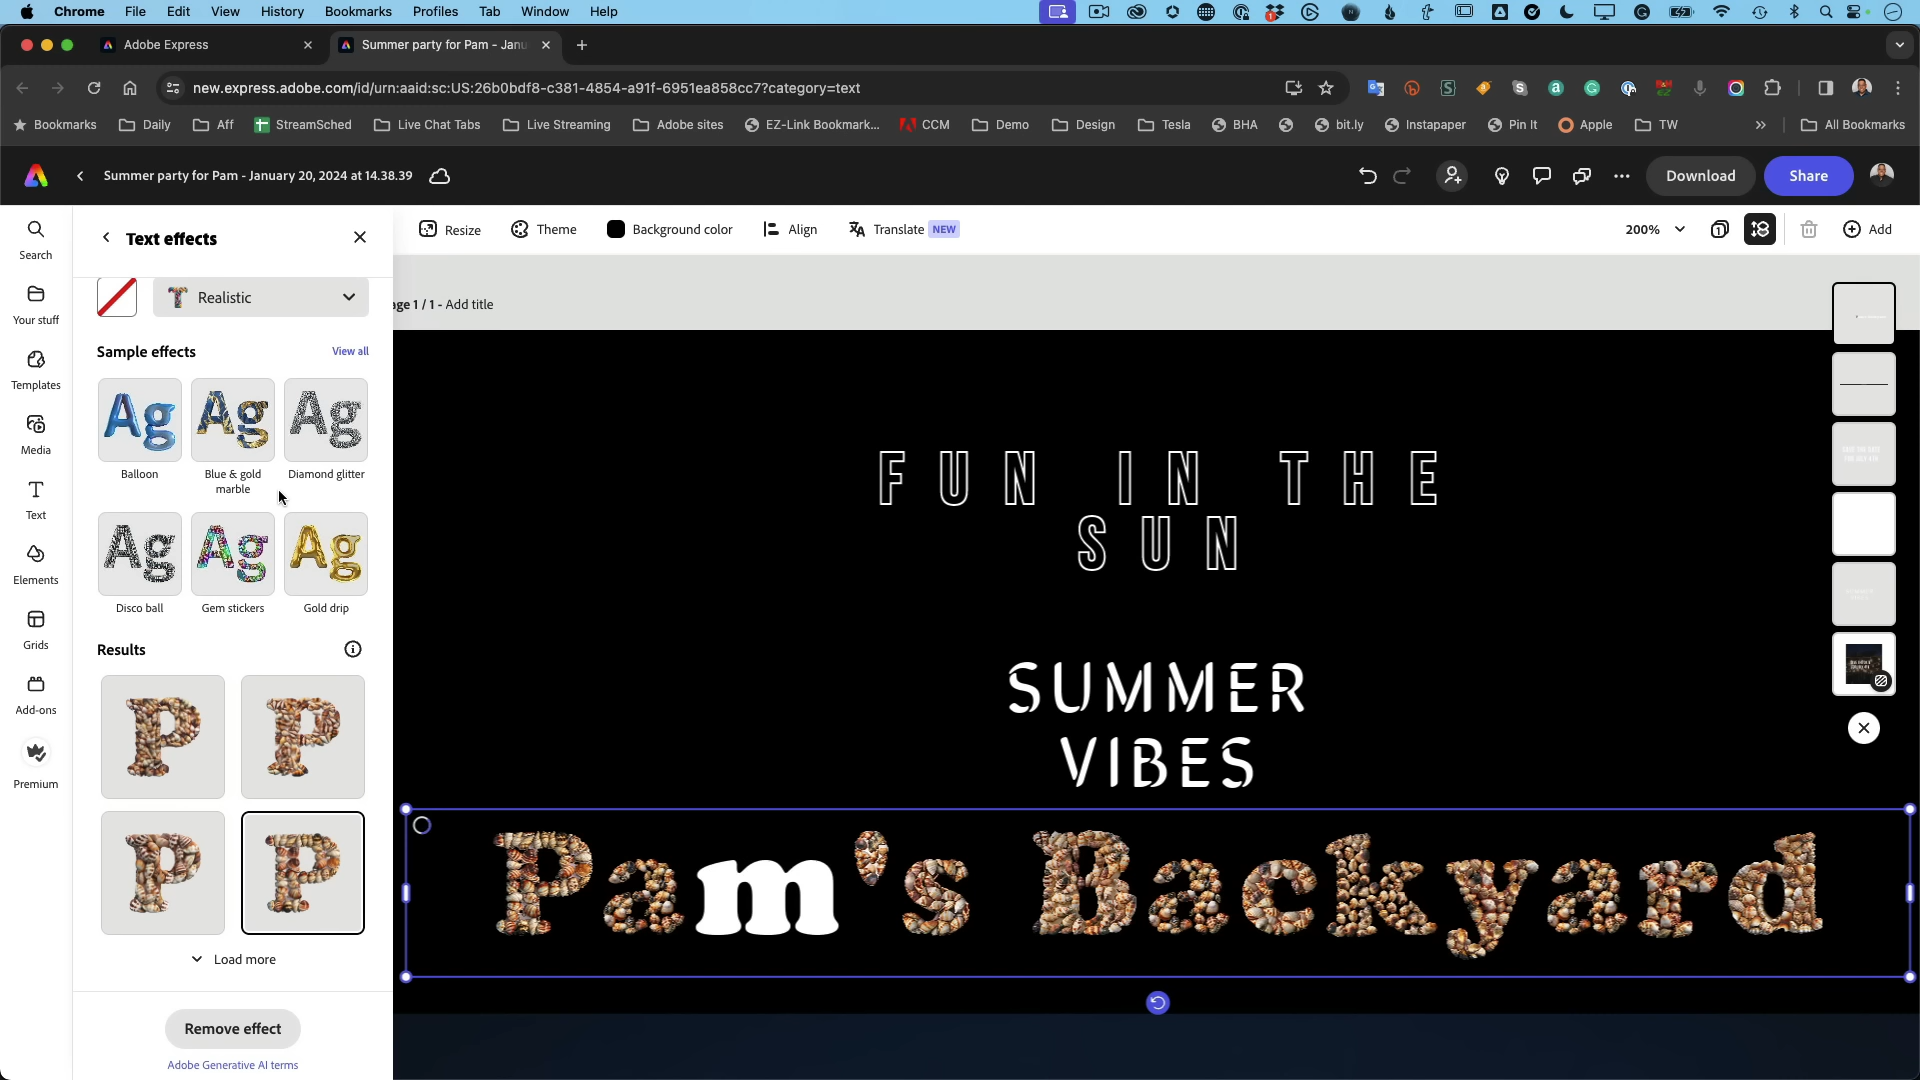 Chrome File Edit View History Bookmarks Profiles Tab Window Help
Adobe Express
Summer party for Pam - Janu
new.express.adobe.com/id/urn:aaid:sc:US:26b0bdf8-c381-4854-a91f-6951ea858cc7?category=text
Bookmarks Daily Aff StreamSched Live Chat Tabs Live Streaming Adobe sites EZ-Link Bookmark... CCM Demo Design Tesla BHA bit.ly Instapaper Pin It Apple TW » All Bookmarks
Summer party for Pam - January 20, 2024 at 14.38.39
Download
Share
Search
Your stuff
Templates
Media
Text
Elements
Grids
Add-ons
Premium
Text effects
Realistic
Sample effects
View all
Ag Ag Ag
Balloon
Blue & gold
marble
Diamond glitter
Ag Ag Ag
Disco ball
Gem stickers
Gold drip
Results
P P
P P
Load more
Remove effect
Adobe Generative AI terms
Resize Theme Background color Align Translate NEW
200%
1
Add
age 1 / 1 - Add title
FUN IN THE
SUN
SUMMER
VIBES
Pam's Backyard